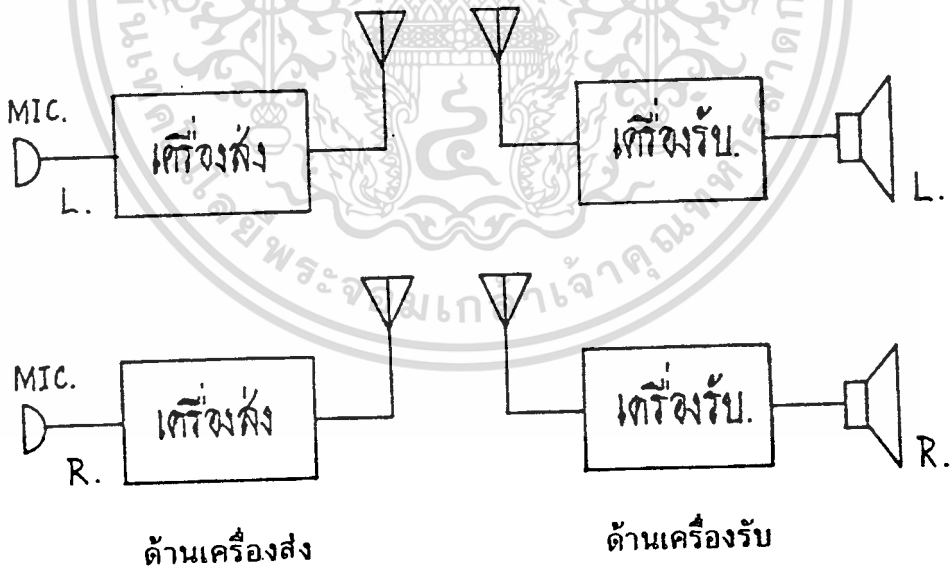 MIC.
L.
เครื่องส่ง
เครื่องรับ.
L.
MIC.
R.
เครื่องส่ง
เครื่องรับ.
R.
ด้านเครื่องส่ง
ด้านเครื่องรับ